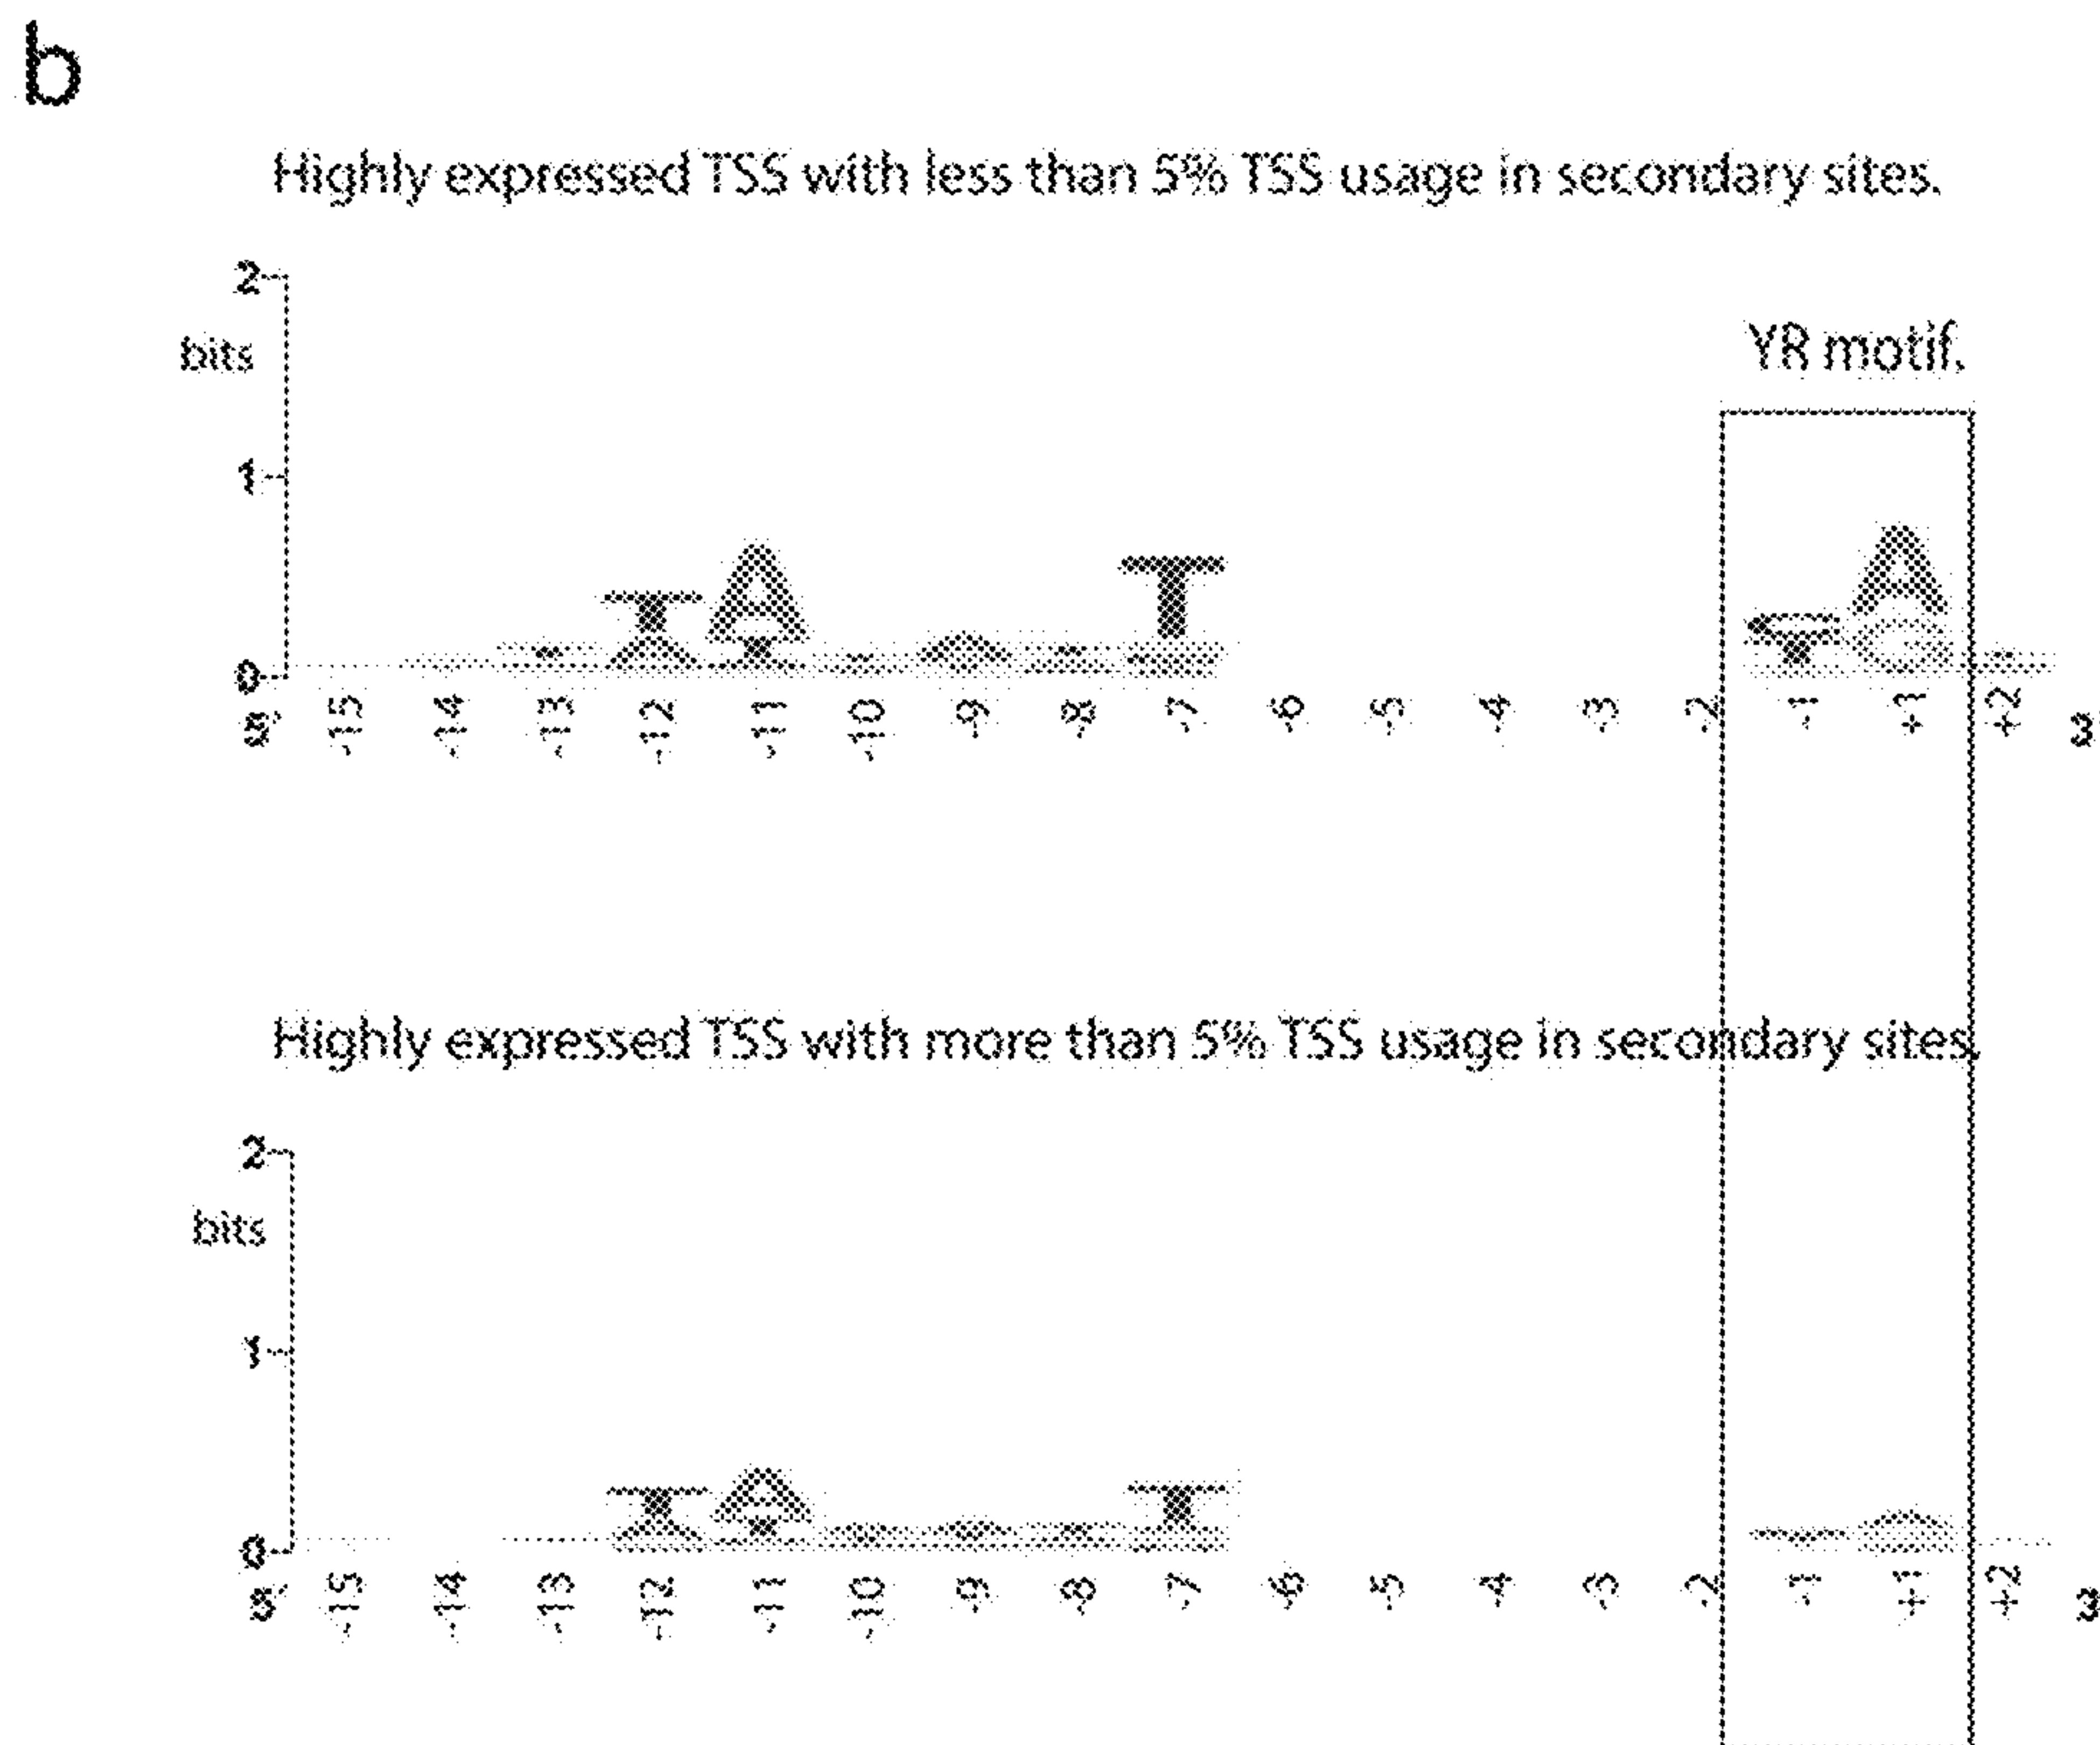 b
Highly expressed TSS with less than 5% TSS usage in secondary sites.
2
bits
YR motif.
1
0
5' -15 -14 -13 -12 -11 -10 -9 -8 -7 -6 -5 -4 -3 -2 -1 +1 +2 3
Highly expressed TSS with more than 5% TSS usage in secondary sites.
2
bits
1
0
5' -15 -14 -13 -12 -11 -10 -9 -8 -7 -6 -5 -4 -3 -2 -1 +1 +2 3